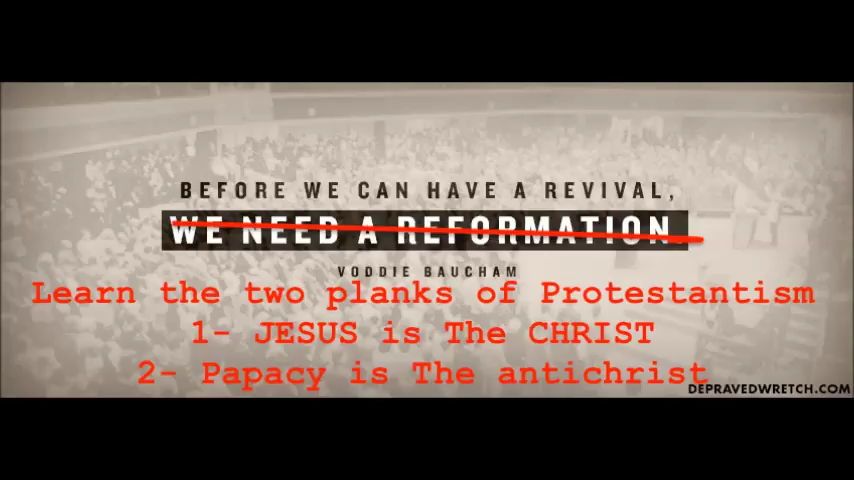 BEFORE WE CAN HAVE A REVIVAL,
WE NEED A REFORMATION.
VODDIE BAUCHAM
Learn the two planks of Protestantism
1- JESUS is The CHRIST
2- Papacy is The antichrist
DEPRAVEDWRETCH.COM